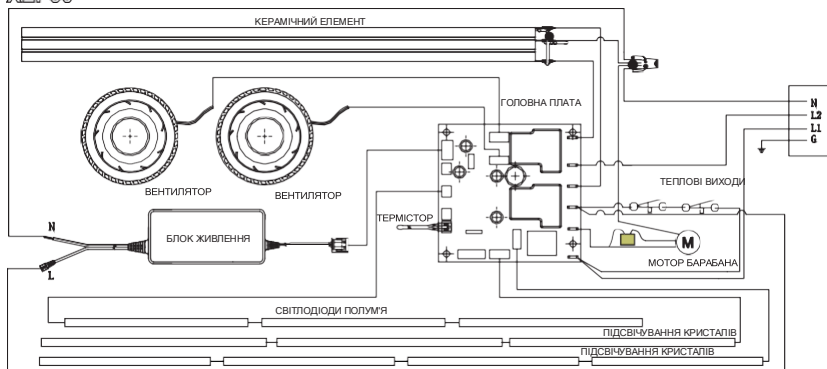 КЕРАМІЧНИЙ ЕЛЕМЕНТ
ГОЛОВНА ПЛАТА
N
L2
L1
G
ВЕНТИЛЯТОР
ВЕНТИЛЯТОР
ТЕПЛОВІ ВИХОДИ
ТЕРМІСТОР
N
БЛОК ЖИВЛЕННЯ
M
МОТОР БАРАБАНА
L
СВІТЛОДІОДИ ПОЛУМ'Я
ПІДСВІЧУВАННЯ КРИСТАЛІВ
ПІДСВІЧУВАННЯ КРИСТАЛІВ